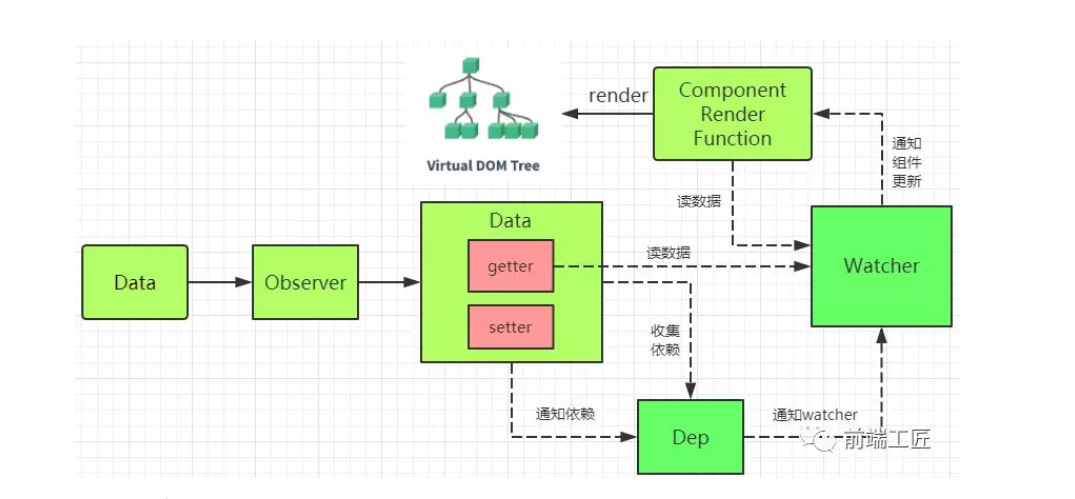 render
Component
Render
Function
通知
组件
更新
Virtual DOM Tree
读数据
Data
getter
读数据
Watcher
Data
Observer
setter
收集
依赖
通知依赖
Dep
通知watcher
前端工匠